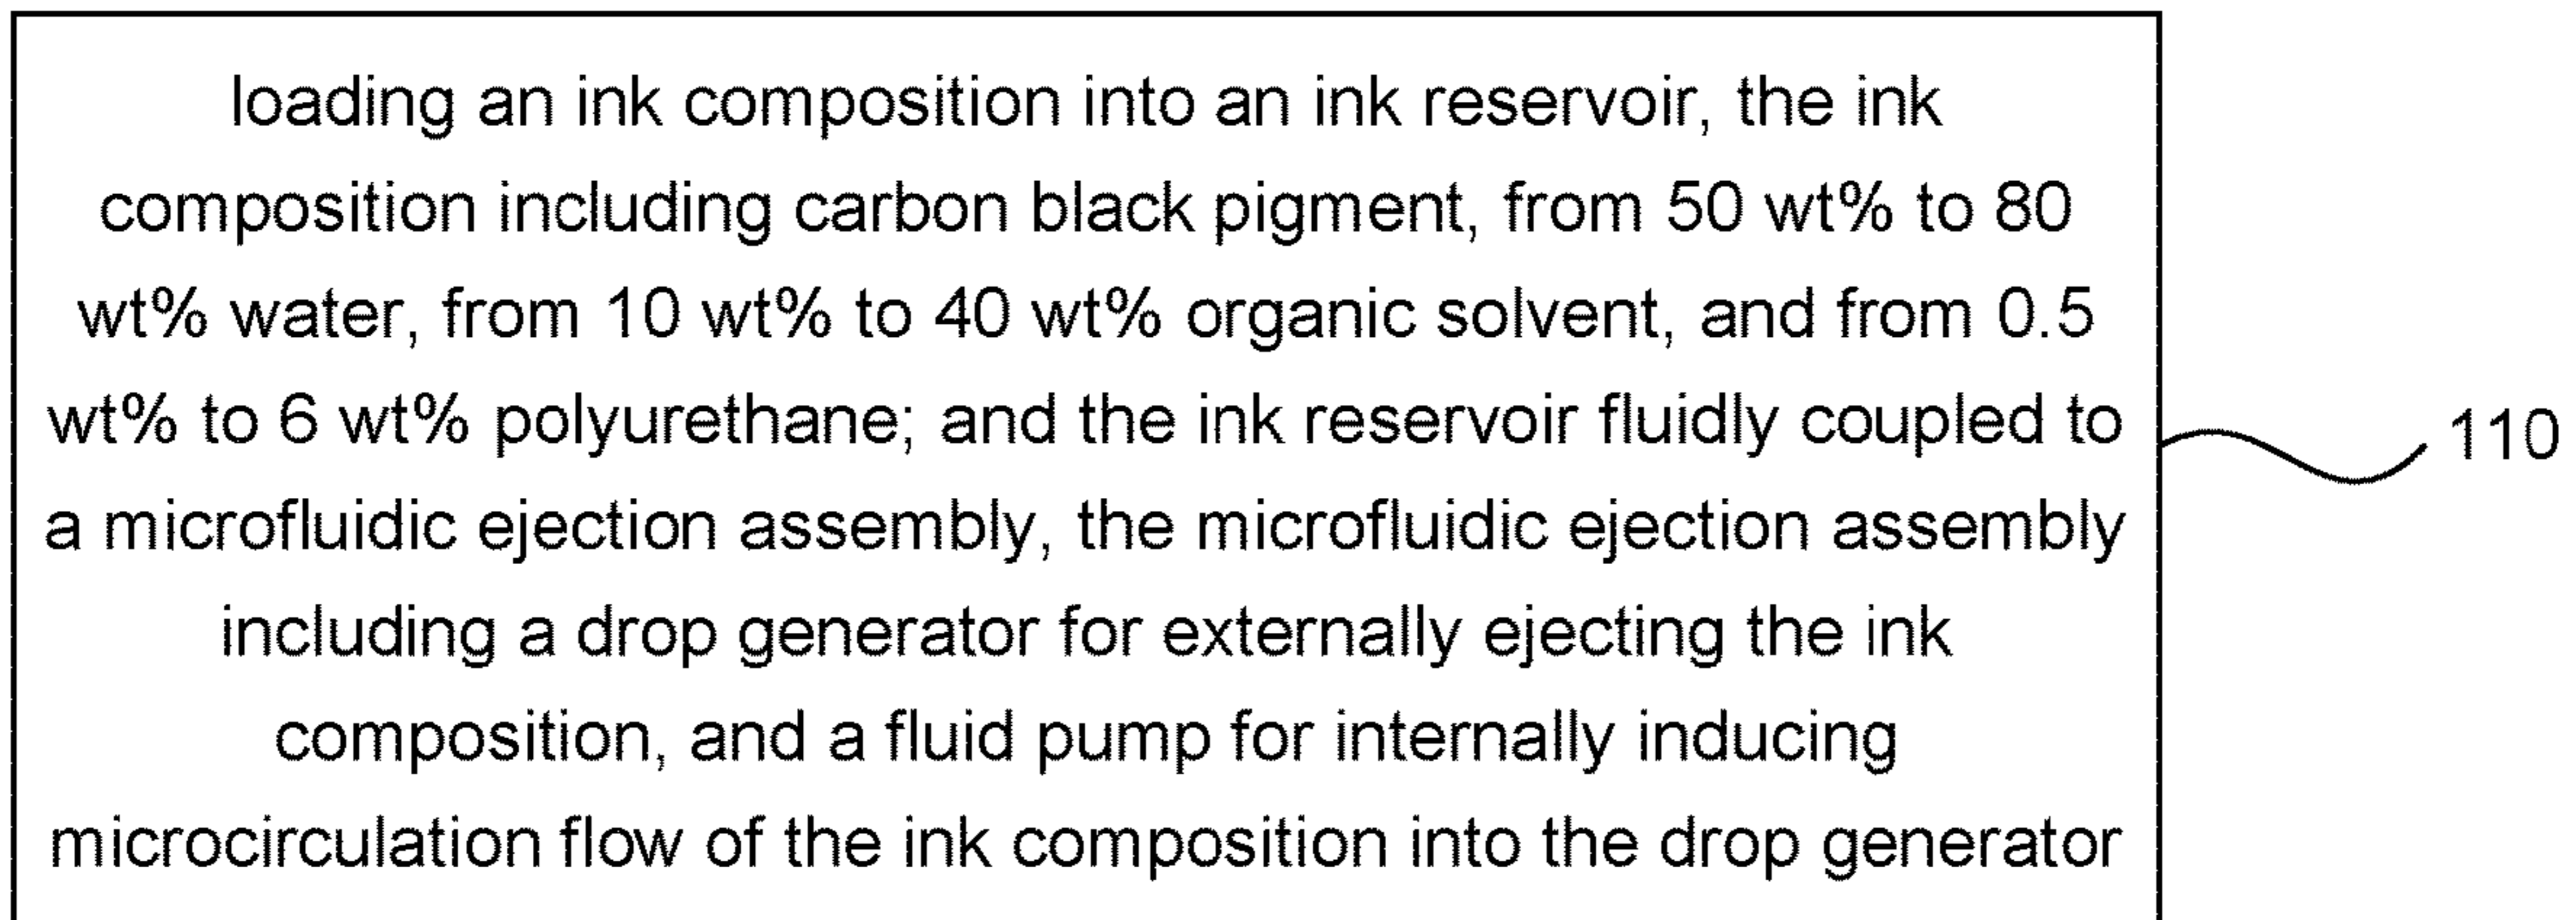 loading an ink composition into an ink reservoir, the ink
composition including carbon black pigment, from 50 wt% to 80
wt% water, from 10 wt% to 40 wt% organic solvent, and from 0.5
wt% to 6 wt% polyurethane; and the ink reservoir fluidly coupled to
a microfluidic ejection assembly, the microfluidic ejection assembly
including a drop generator for externally ejecting the ink
composition, and a fluid pump for internally inducing
microcirculation flow of the ink composition into the drop generator
110